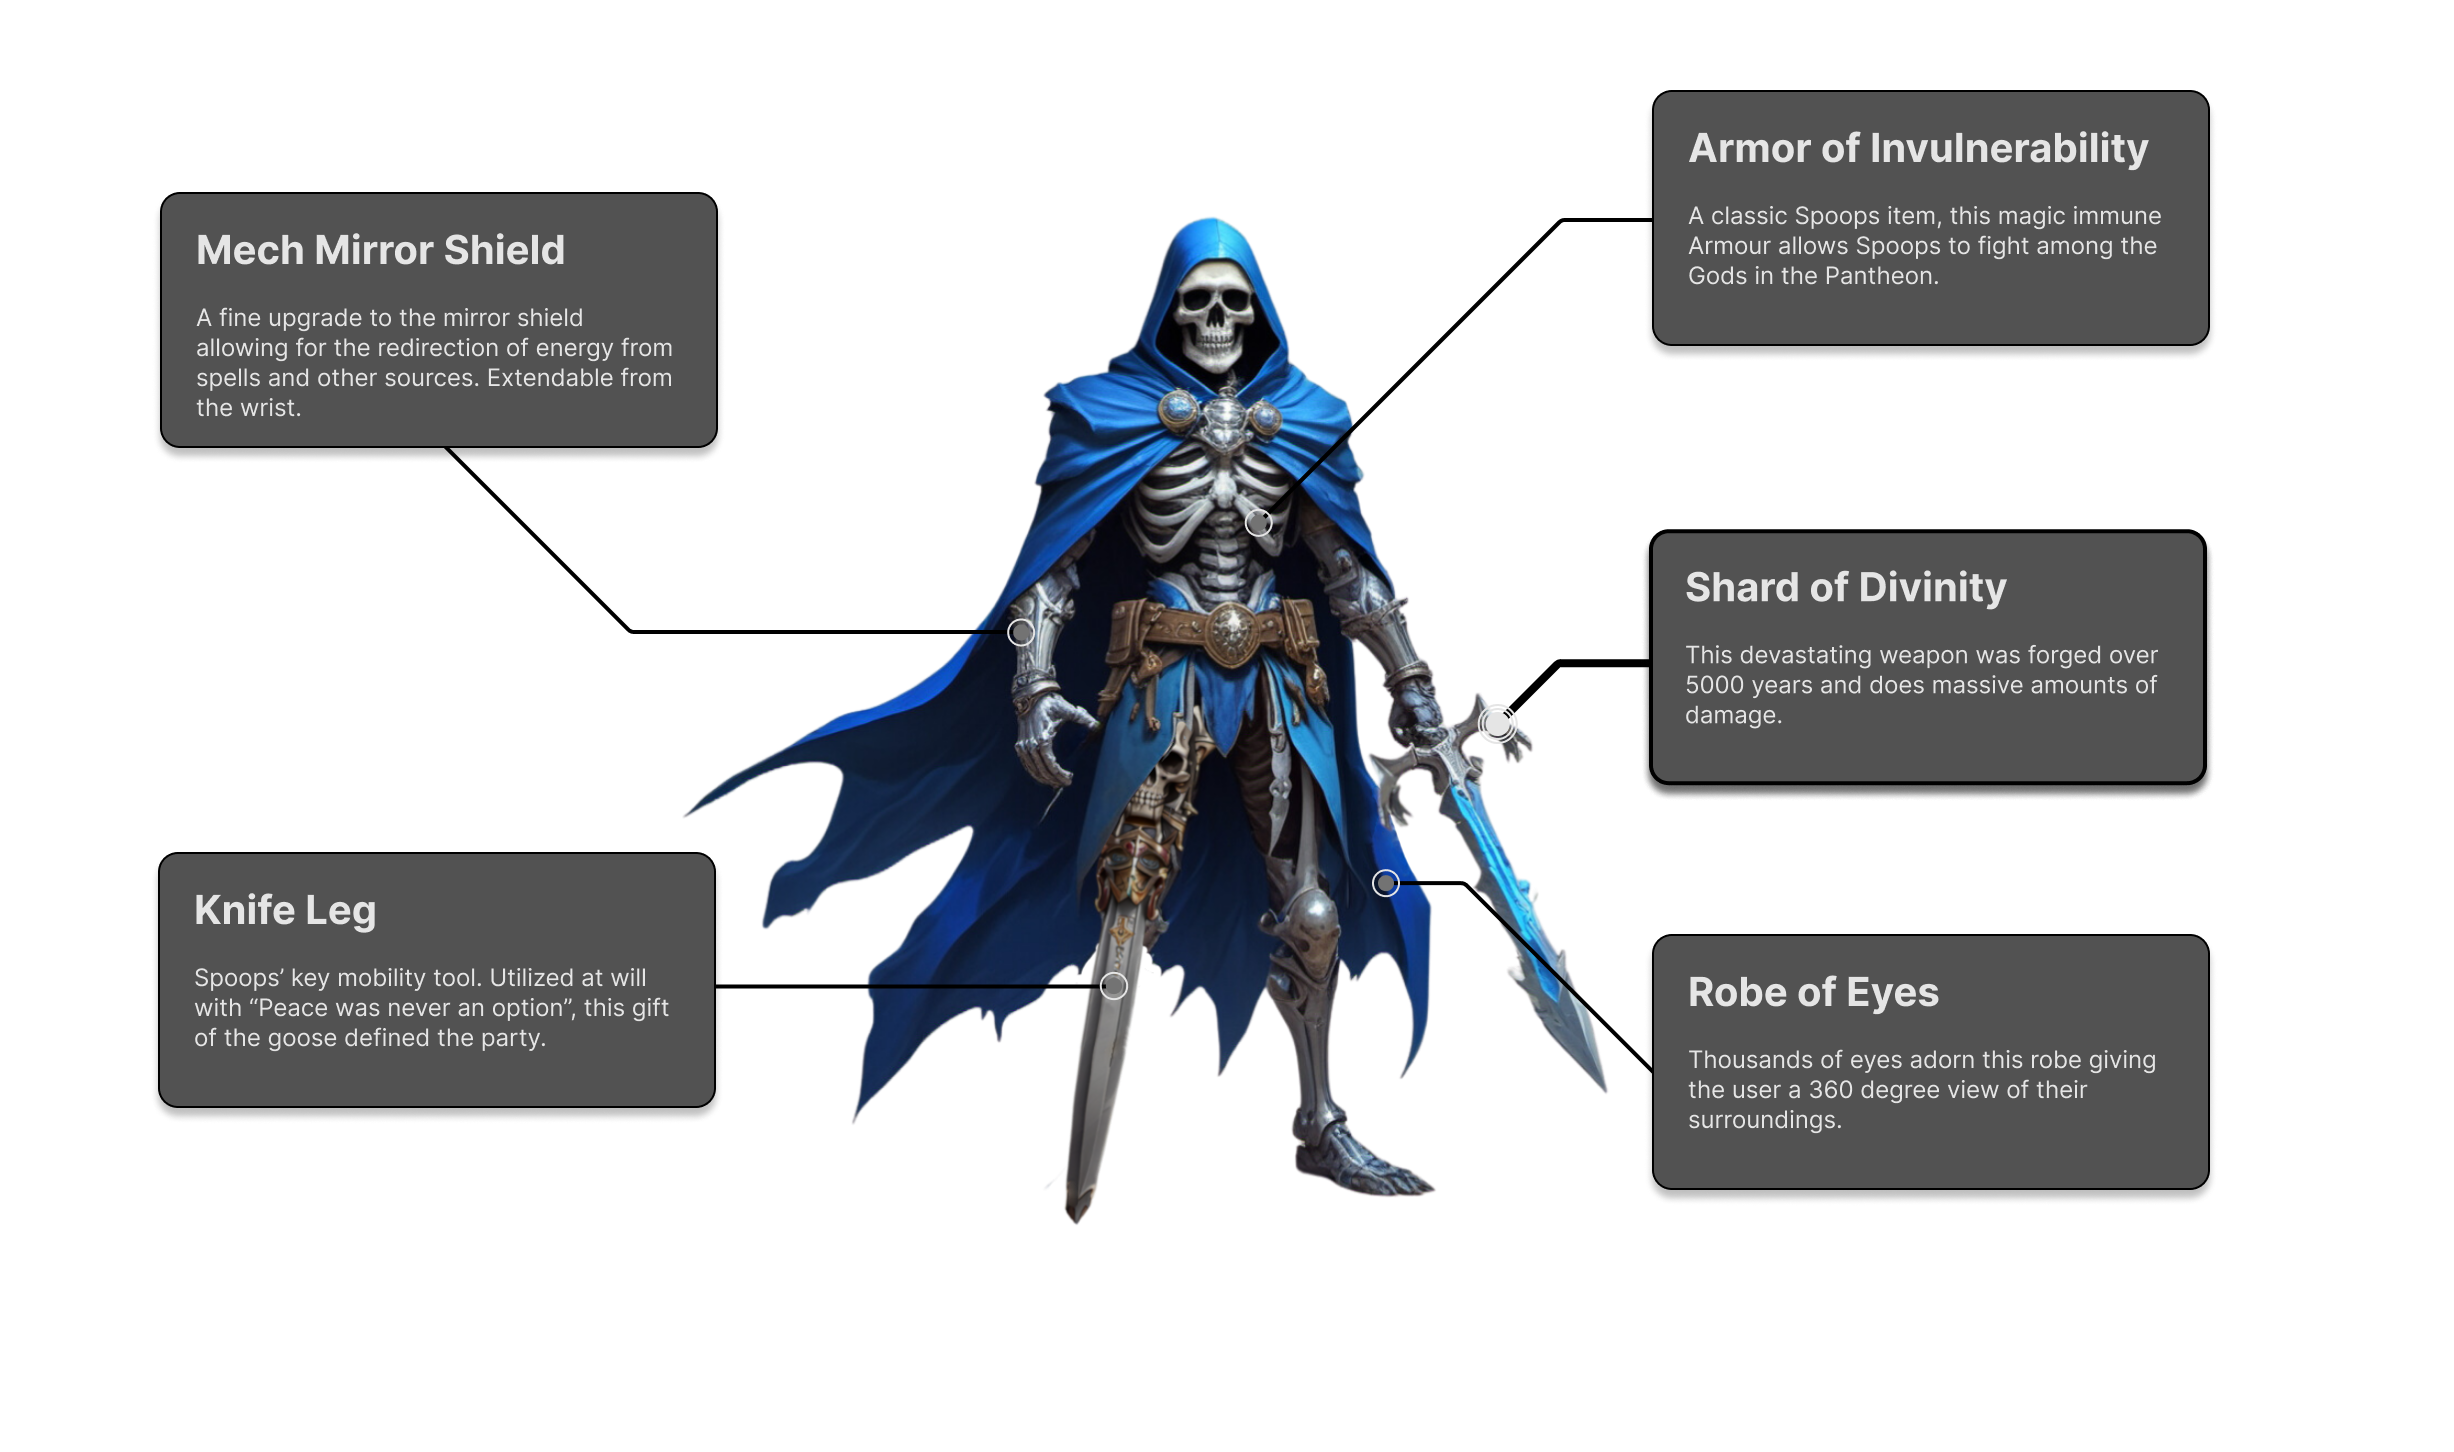 Mech Mirror Shield
A fine upgrade to the mirror shield
allowing for the redirection of energy from
spells and other sources. Extendable from
the wrist.
Knife Leg
Spoops’ key mobility tool. Utilized at will
with “Peace was never an option”, this gift
of the goose defined the party.
Armor of Invulnerability
A classic Spoops item, this magic immune
Armour allows Spoops to fight among the
Gods in the Pantheon.
Shard of Divinity
This devastating weapon was forged over
5000 years and does massive amounts of
damage.
Robe of Eyes
Thousands of eyes adorn this robe giving
the user a 360 degree view of their
surroundings.